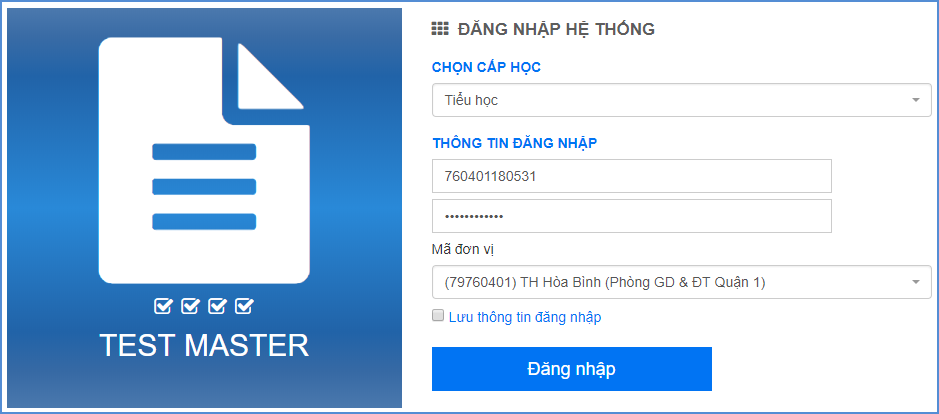 TEST MASTER
ĐĂNG NHẬP HỆ THỐNG
CHỌN CẤP HỌC
Tiểu học
THÔNG TIN ĐĂNG NHẬP
760401180531
••••••••••••
Mã đơn vị
(79760401) TH Hòa Bình (Phòng GD & ĐT Quận 1)
Lưu thông tin đăng nhập
Đăng nhập